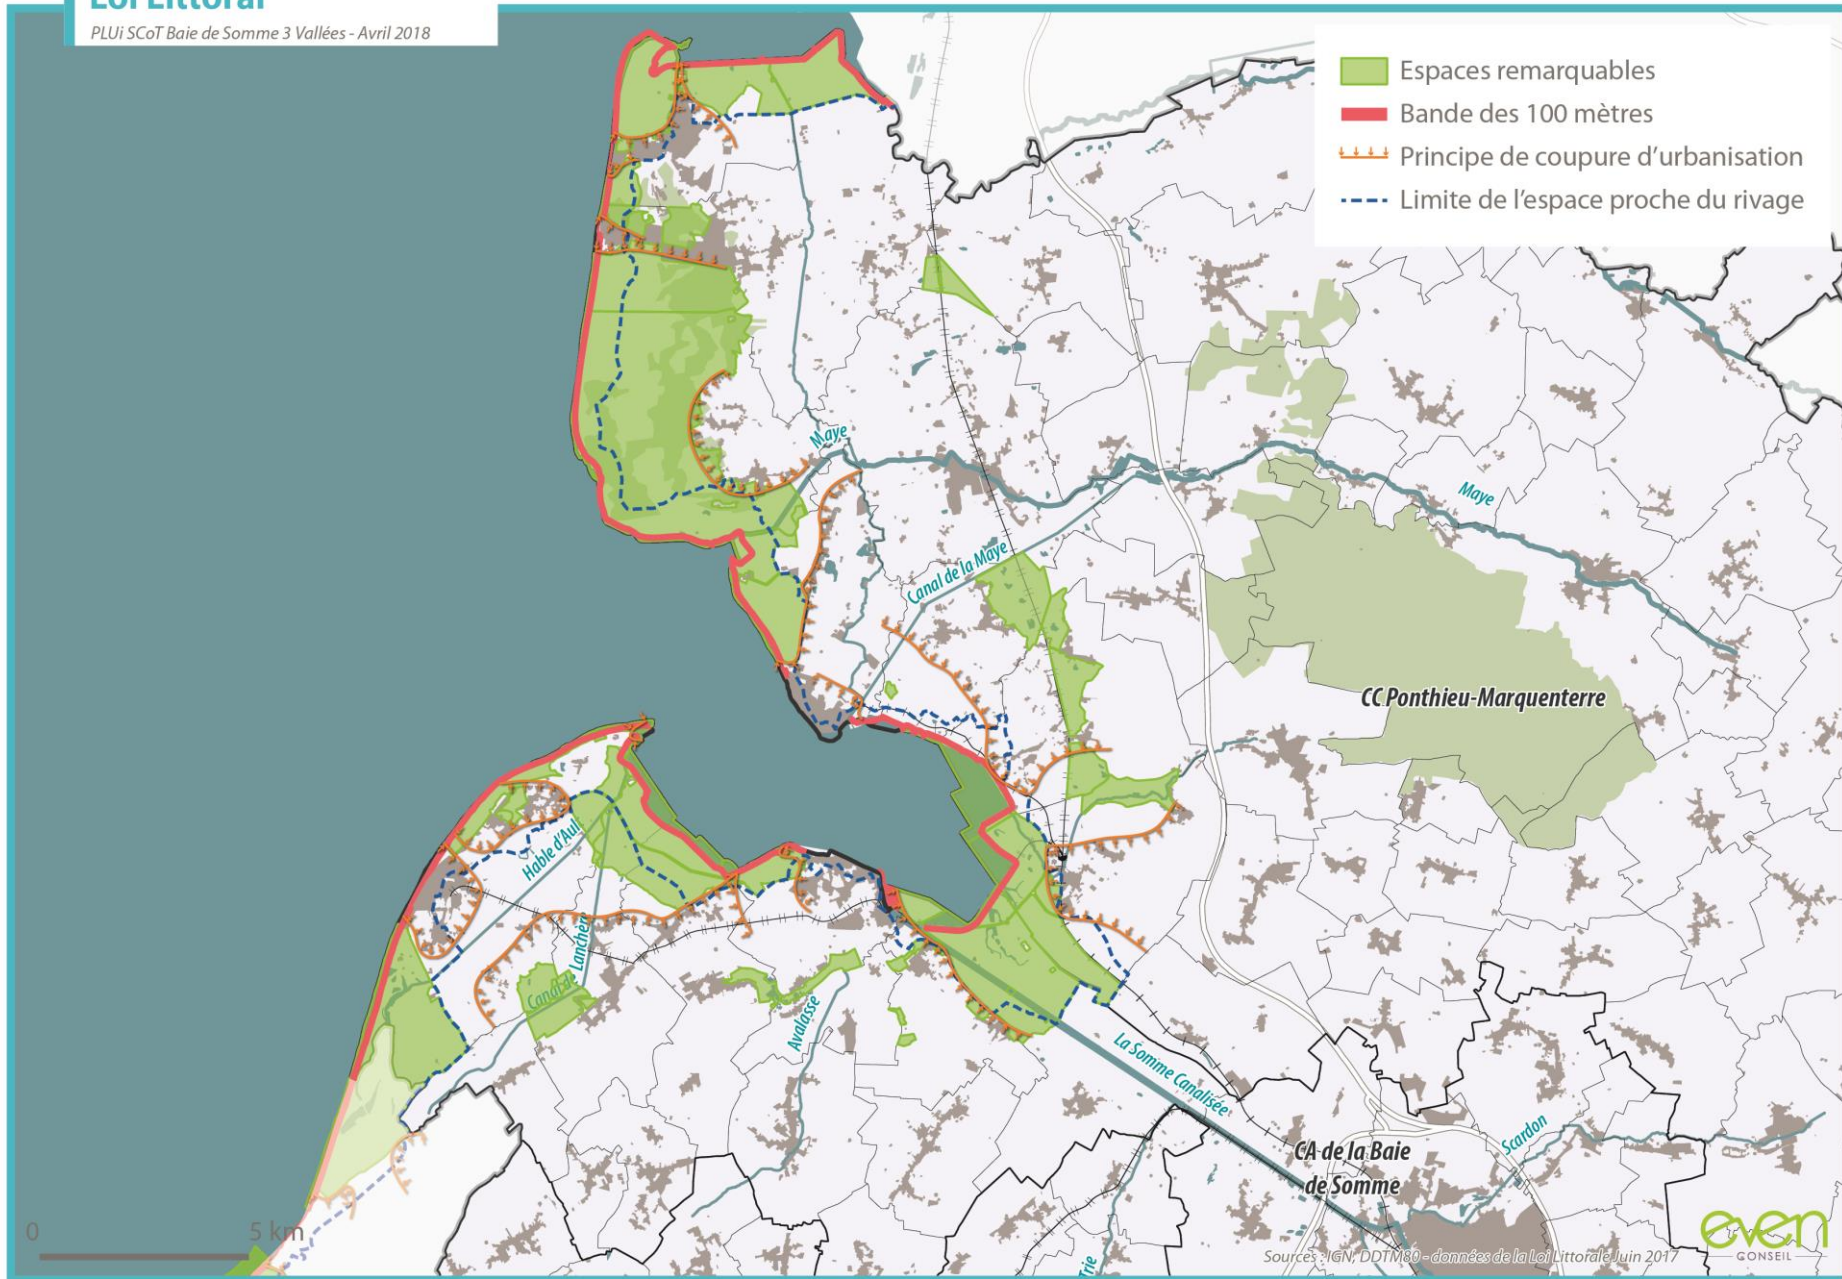 Loi Littoral
PLUi SCoT Baie de Somme 3 Vallées - Avril 2018
Espaces remarquables
Bande des 100 mètres
Principe de coupure d'urbanisation
Limite de l'espace proche du rivage
Maye
Maye
Canal de la Maye
CC Ponthieu-Marquenterre
Hable d'Ault
Canal de Lanchères
Avalasse
La Somme Canalisée
Scardon
CA de la Baie
de Somme
Trie
0 5 km
Sources : IGN, DDTM80 - données de la Loi Littorale Juin 2017
even
CONSEIL